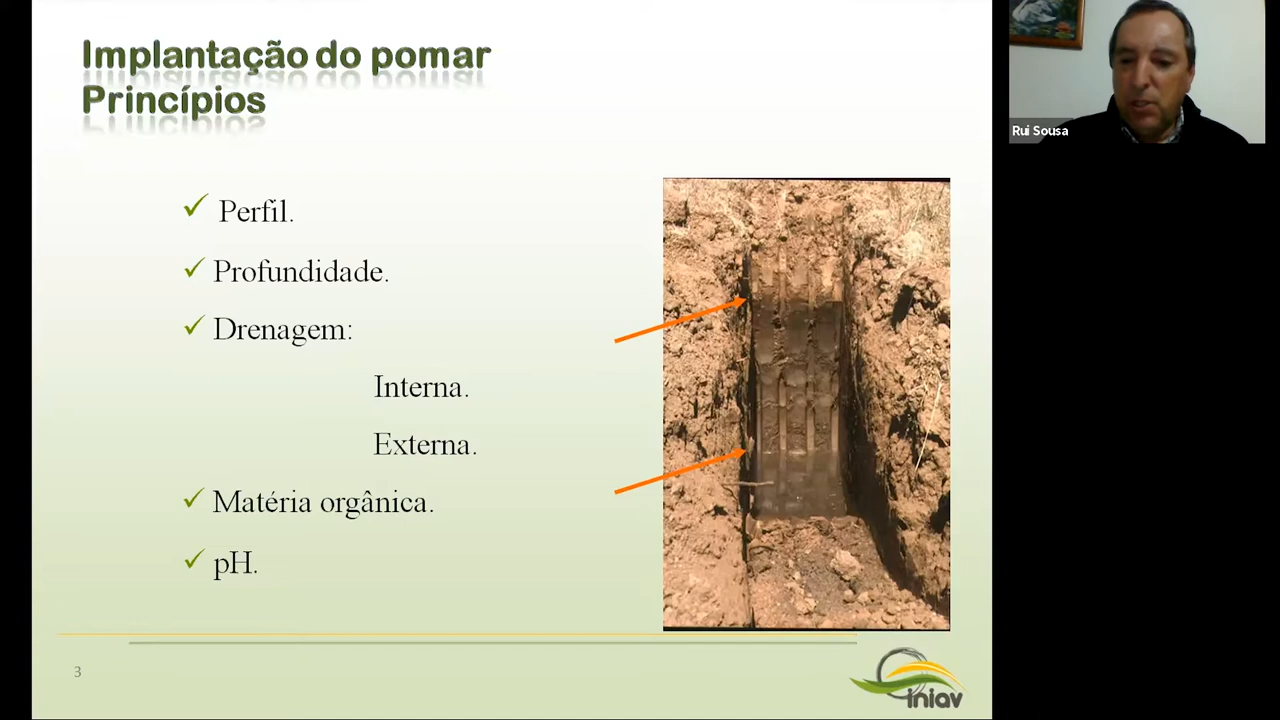 Implantação do pomar
Princípios
Perfil.
Profundidade.
Drenagem:
Interna.
Externa.
Matéria orgânica.
pH.
3
iniav
Rui Sousa